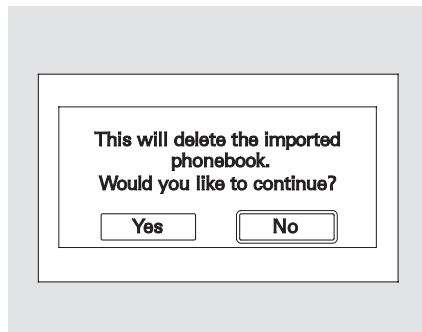 This will delete the imported
phonebook.
Would you like to continue?
Yes
No